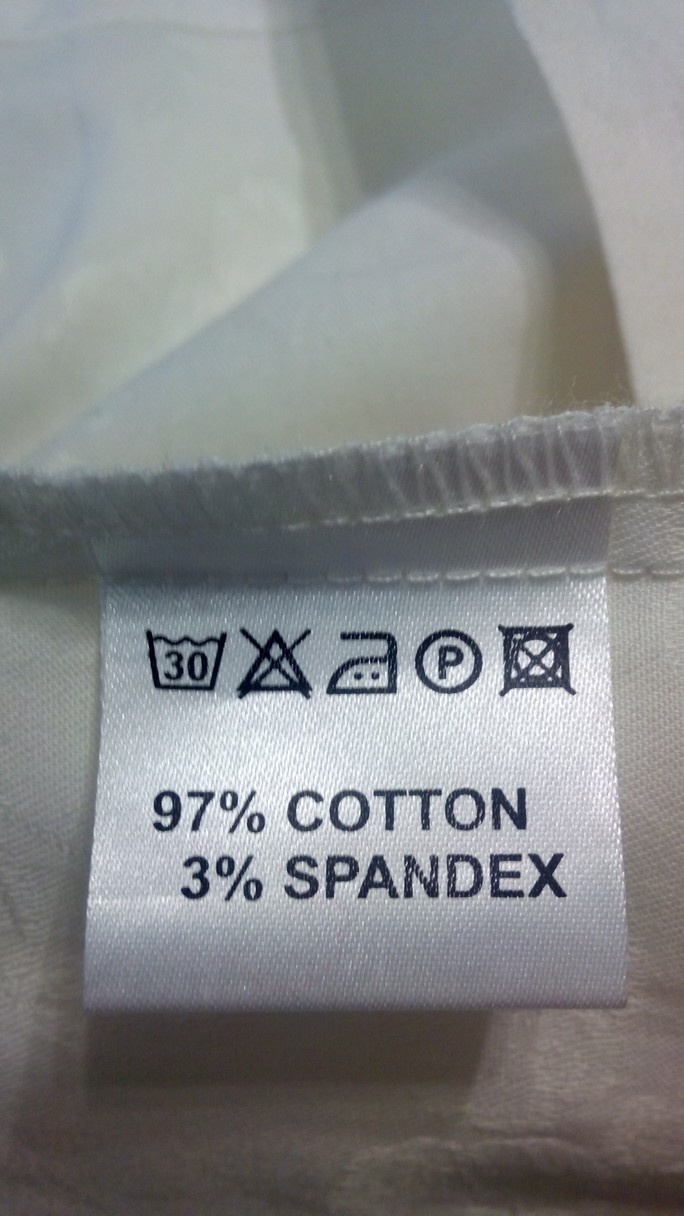 30 P
97% COTTON
3% SPANDEX